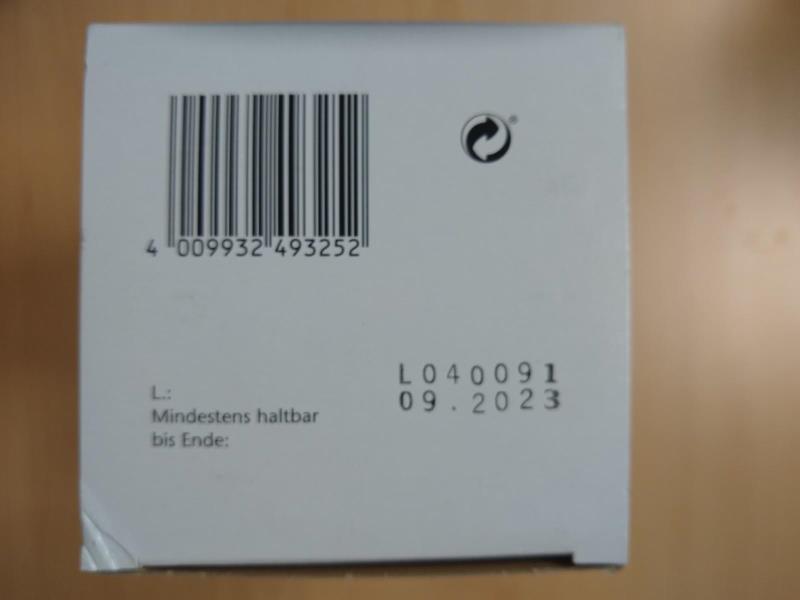 4 009932 493252
®
L.:
Mindestens haltbar
bis Ende:
L040091
09.2023